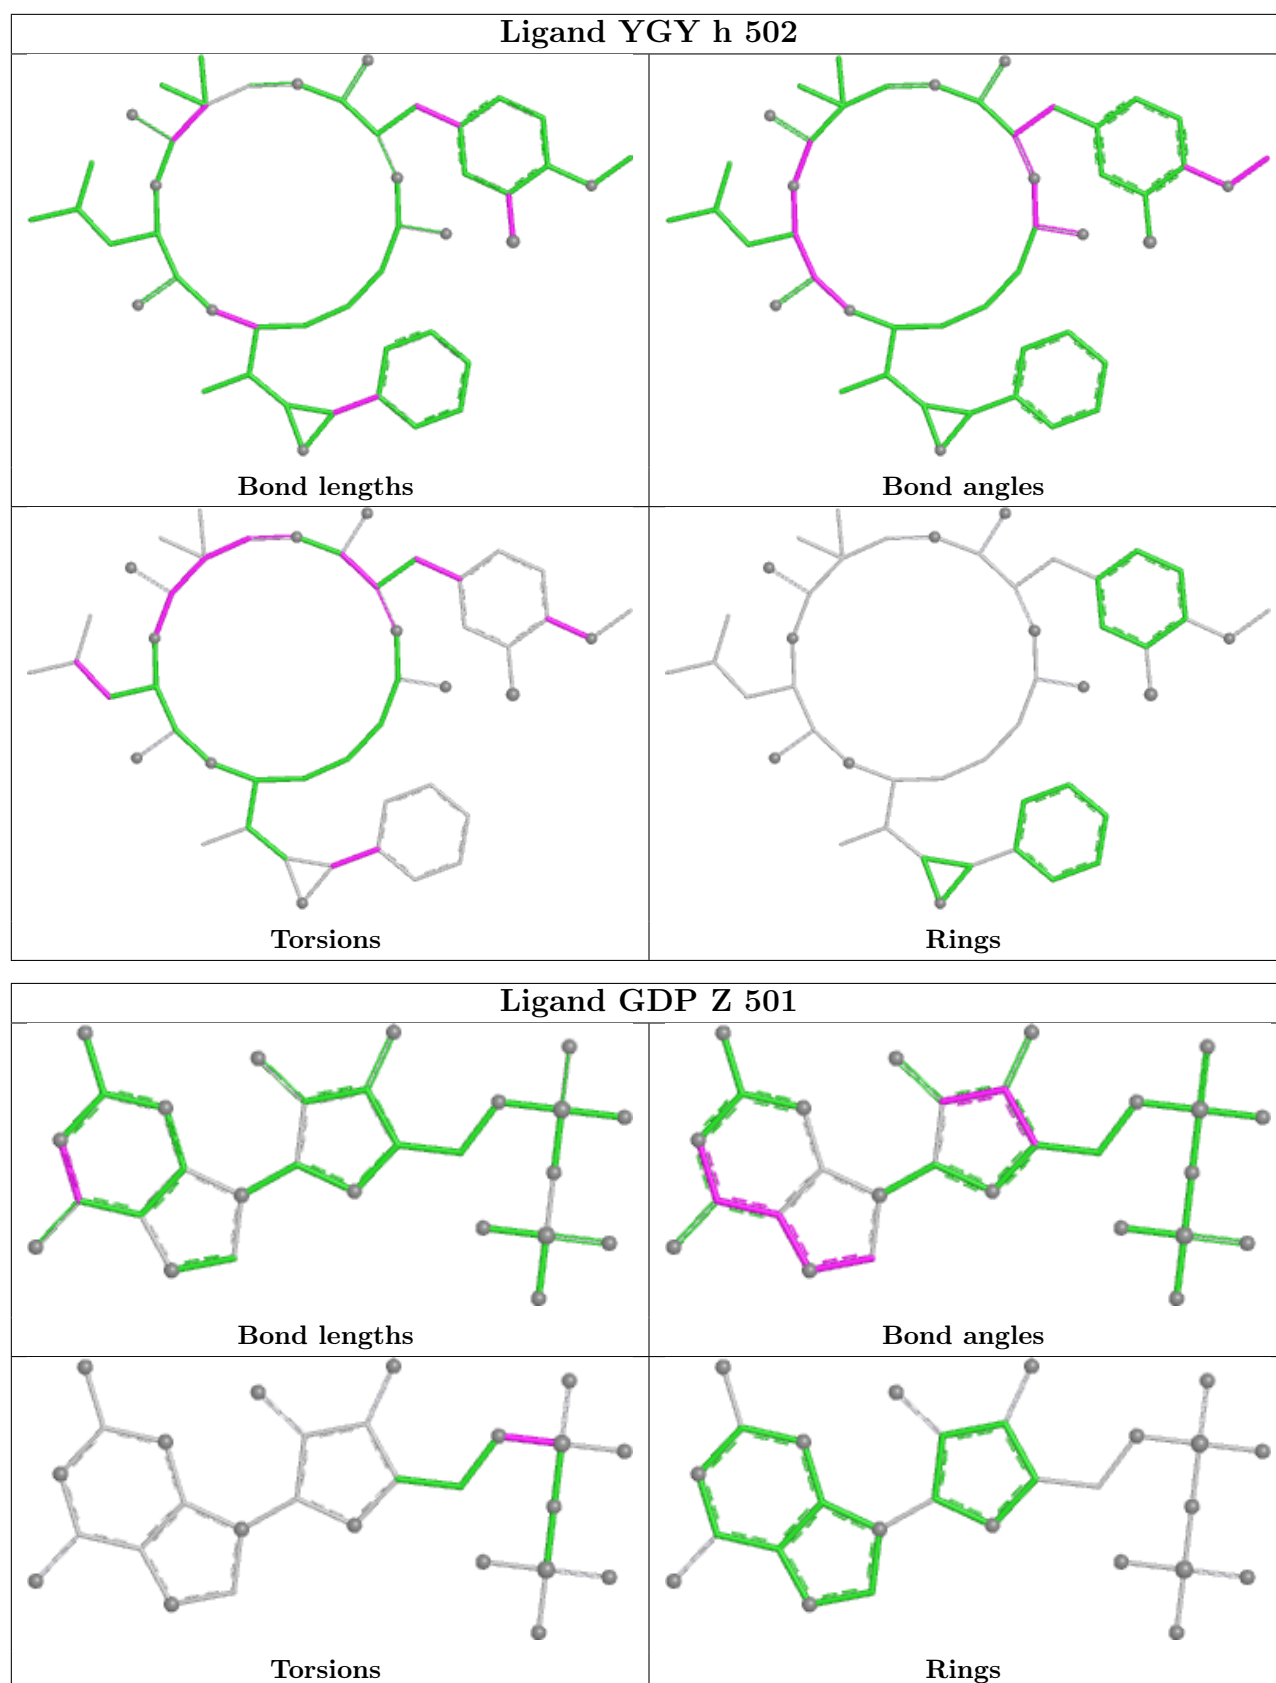 Ligand YGY h 502
Bond lengths
Bond angles
Torsions
Rings
Ligand GDP Z 501
Bond lengths
Bond angles
Torsions
Rings